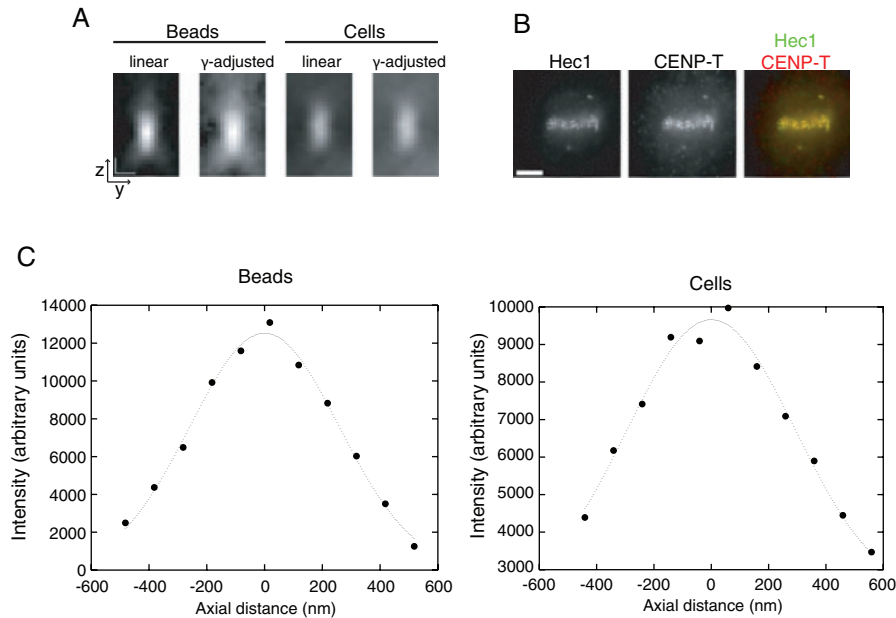 A
Beads
Cells
linear
γ-adjusted
linear
γ-adjusted
z
y
B
Hec1
CENP-T
Hec1
CENP-T
C
Beads
Intensity (arbitrary units)
14000
12000
10000
8000
6000
4000
2000
0
-600 -400 -200 0 200 400 600
Axial distance (nm)
Cells
Intensity (arbitrary units)
10000
9000
8000
7000
6000
5000
4000
3000
-600 -400 -200 0 200 400 600
Axial distance (nm)